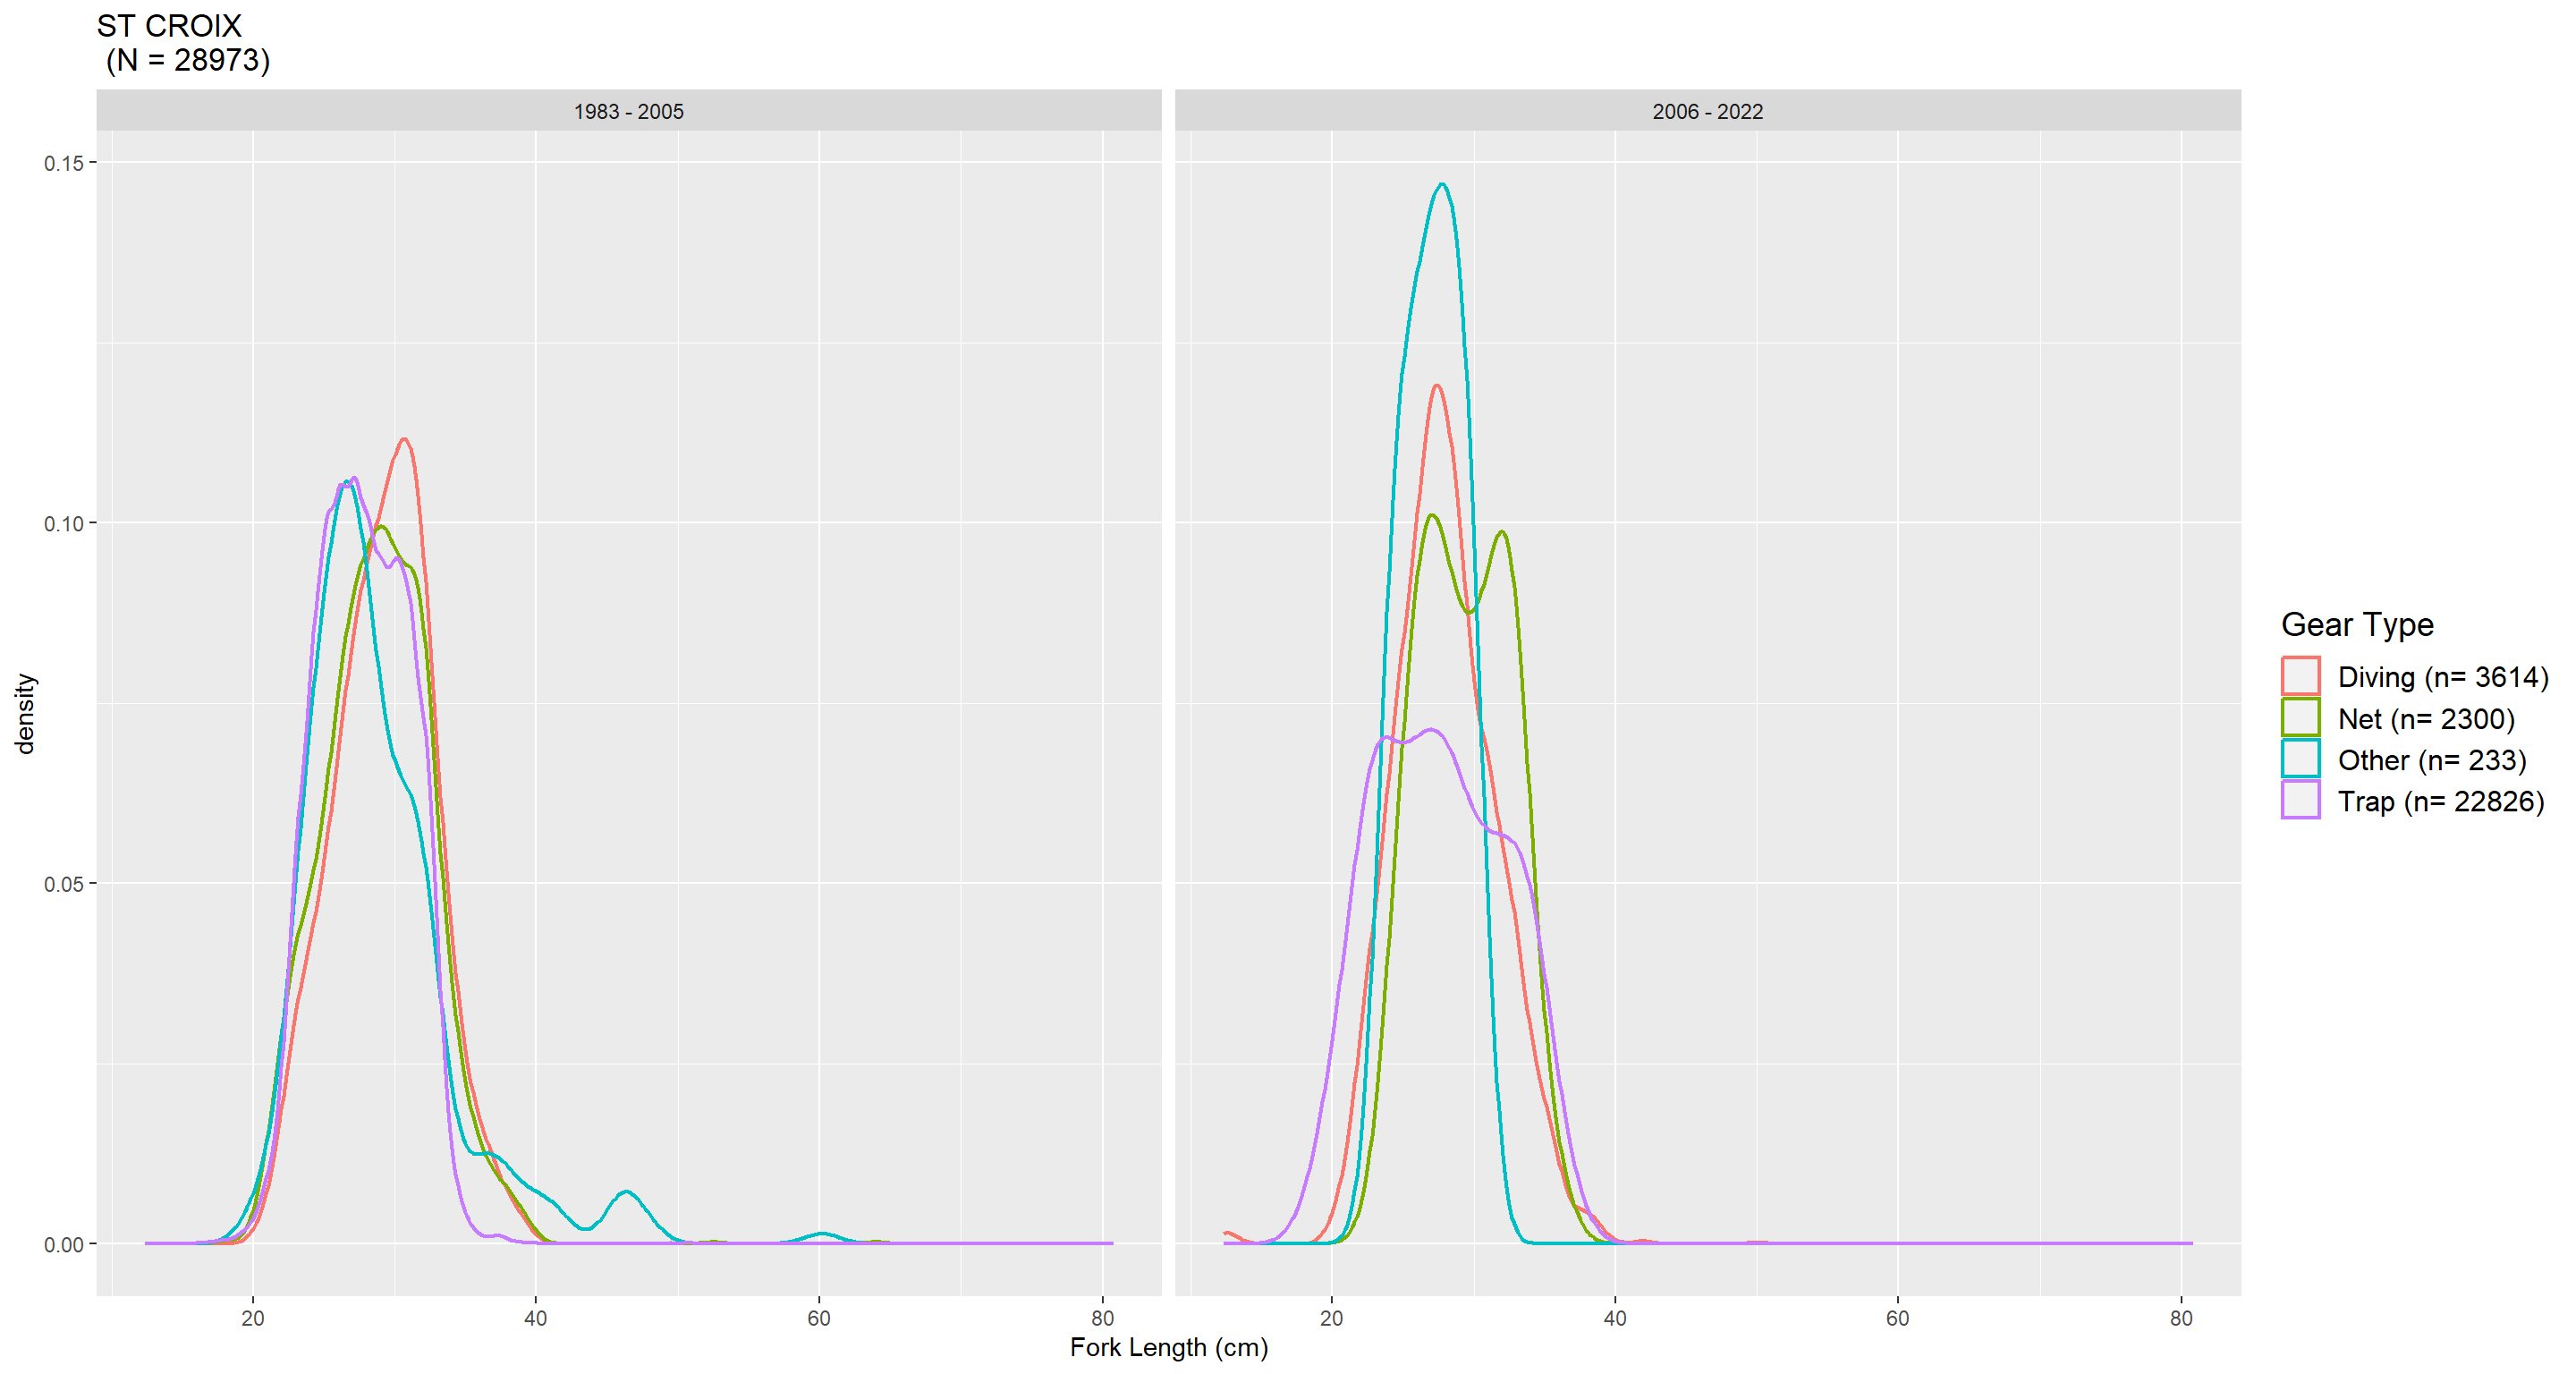 ST CROIX
(N = 28973)
1983 - 2005
2006 - 2022
0.15
0.10
0.05
0.00
density
20
40
60
80
20
40
60
80
Fork Length (cm)
Gear Type
Diving (n= 3614)
Net (n= 2300)
Other (n= 233)
Trap (n= 22826)